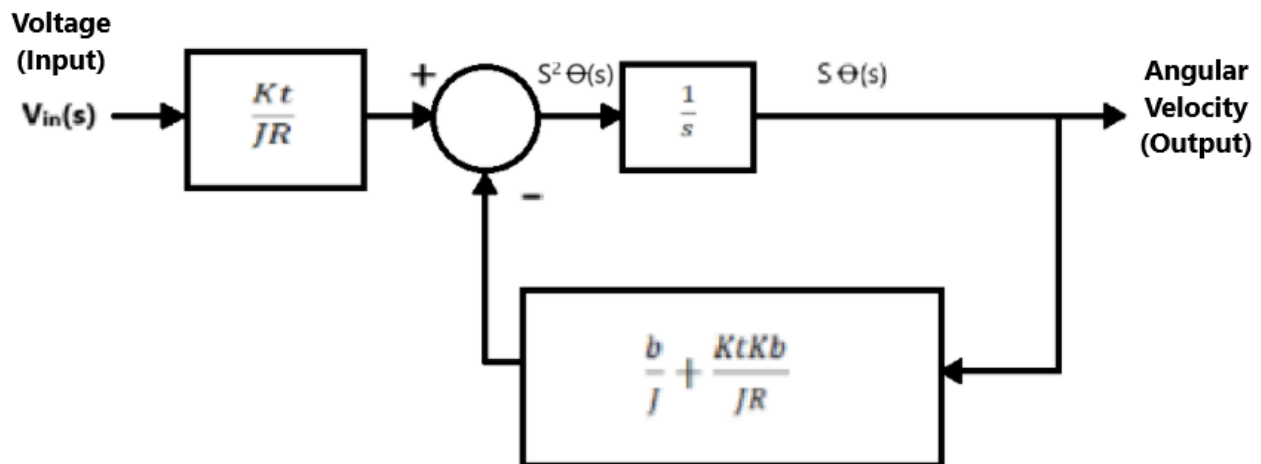 Voltage
(Input)
Vin(s)
Kt
JR
+
-
S² Ɵ(s)
1
s
S Ɵ(s)
Angular
Velocity
(Output)
b
J
+
KtKb
JR